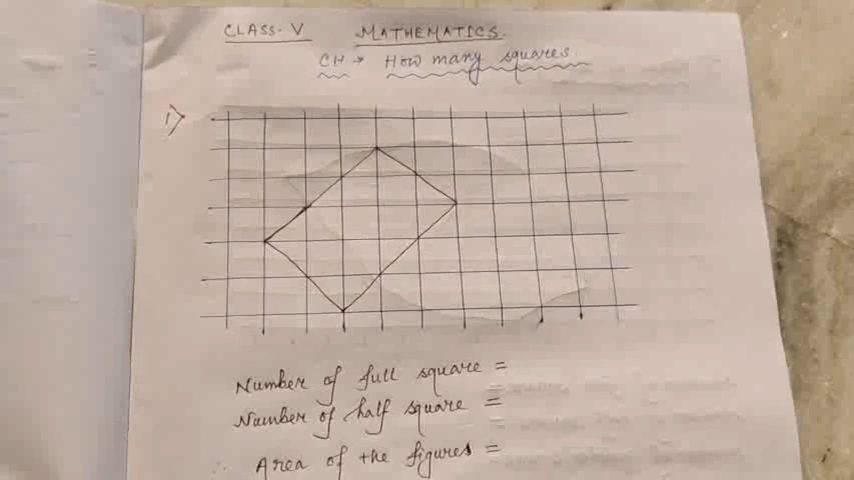 CLASS- V MATHEMATICS.
CH → How many squares
1)
Number of full square =
Number of half square =
∴ Area of the figures =